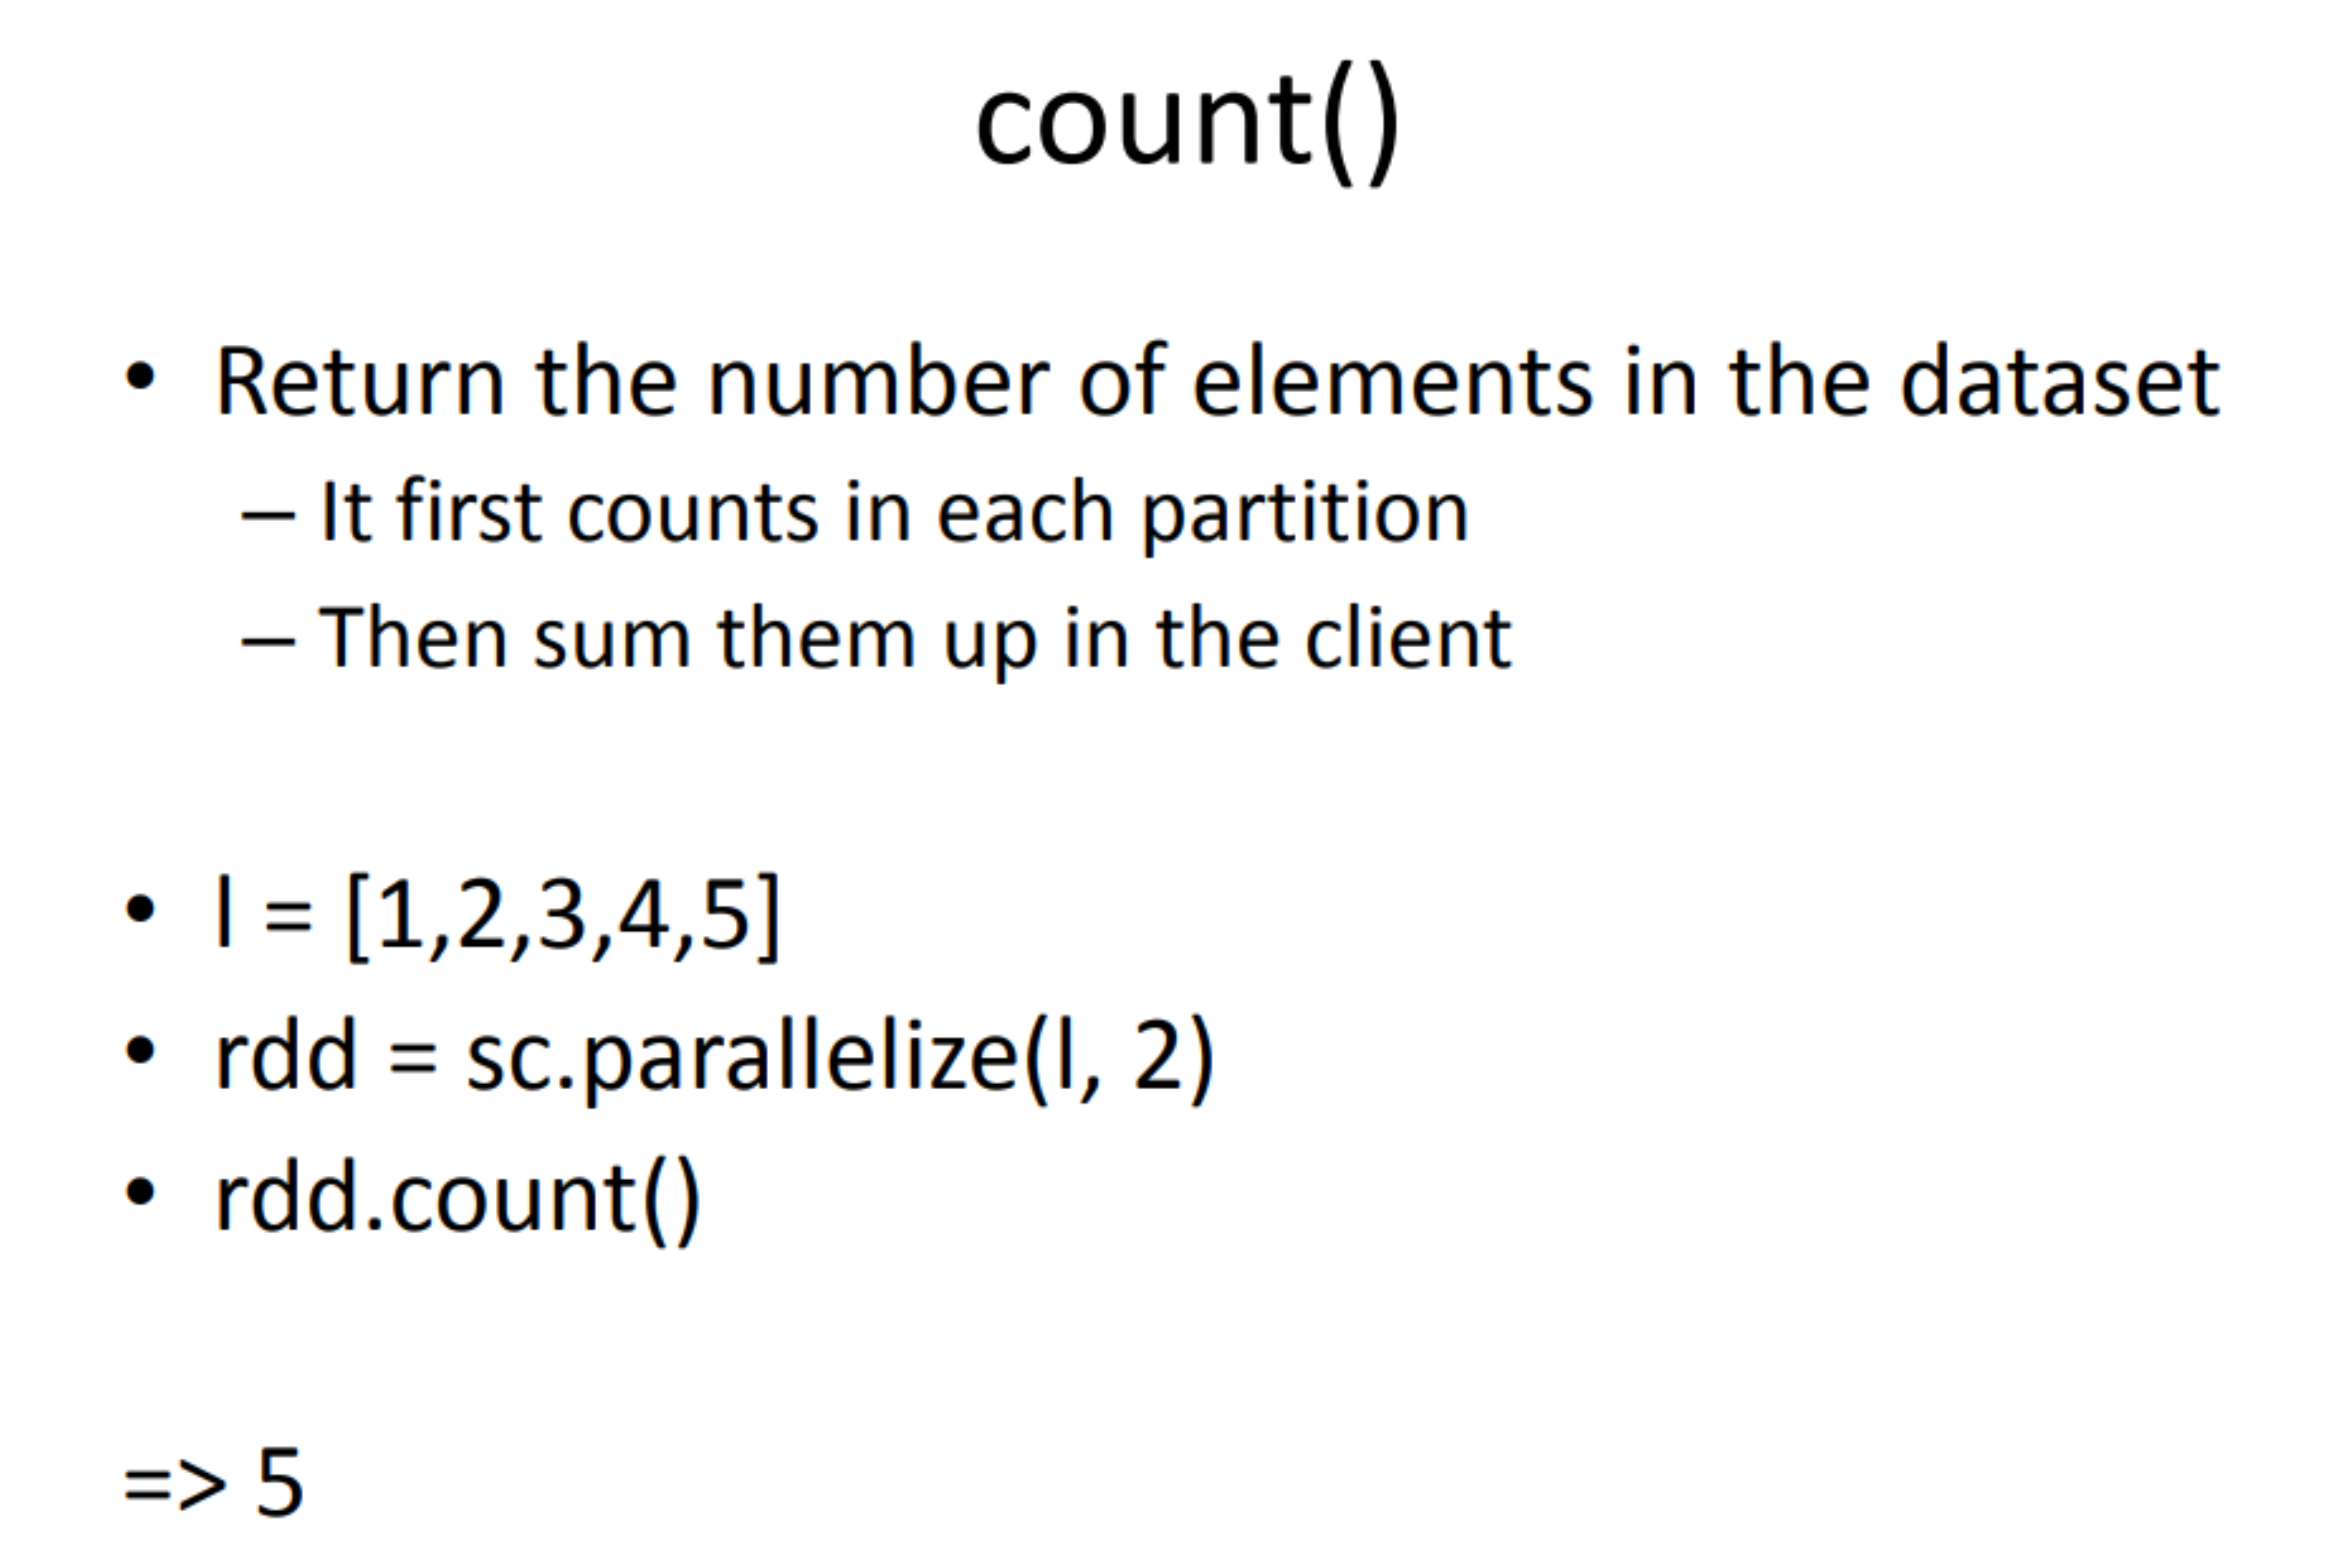 count()
• Return the number of elements in the dataset
– It first counts in each partition
– Then sum them up in the client
• l = [1,2,3,4,5]
• rdd = sc.parallelize(l, 2)
• rdd.count()
=> 5